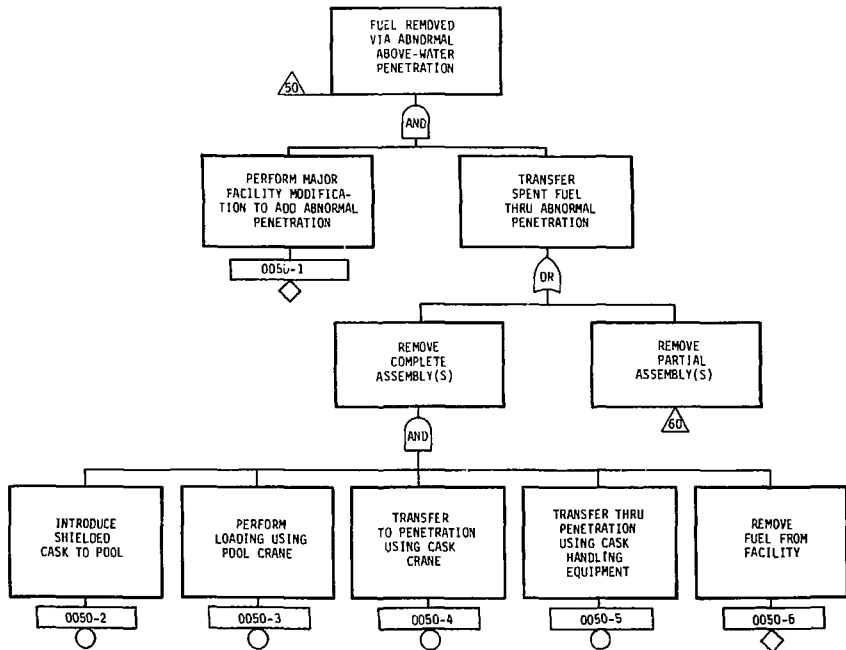 FUEL REMOVED
VIA ABNORMAL
ABOVE-WATER
PENETRATION
50
AND
PERFORM MAJOR
FACILITY MODIFICA-
TION TO ADD ABNORMAL
PENETRATION
TRANSFER
SPENT FUEL
THRU ABNORMAL
PENETRATION
0050-1
OR
REMOVE
COMPLETE
ASSEMBLY(S)
REMOVE
PARTIAL
ASSEMBLY(S)
AND
60
INTRODUCE
SHIELDED
CASK TO POOL
PERFORM
LOADING USING
POOL CRANE
TRANSFER
TO PENETRATION
USING CASK
CRANE
TRANSFER THRU
PENETRATION
USING CASK
HANDLING
EQUIPMENT
REMOVE
FUEL FROM
FACILITY
0050-2
0050-3
0050-4
0050-5
0050-6